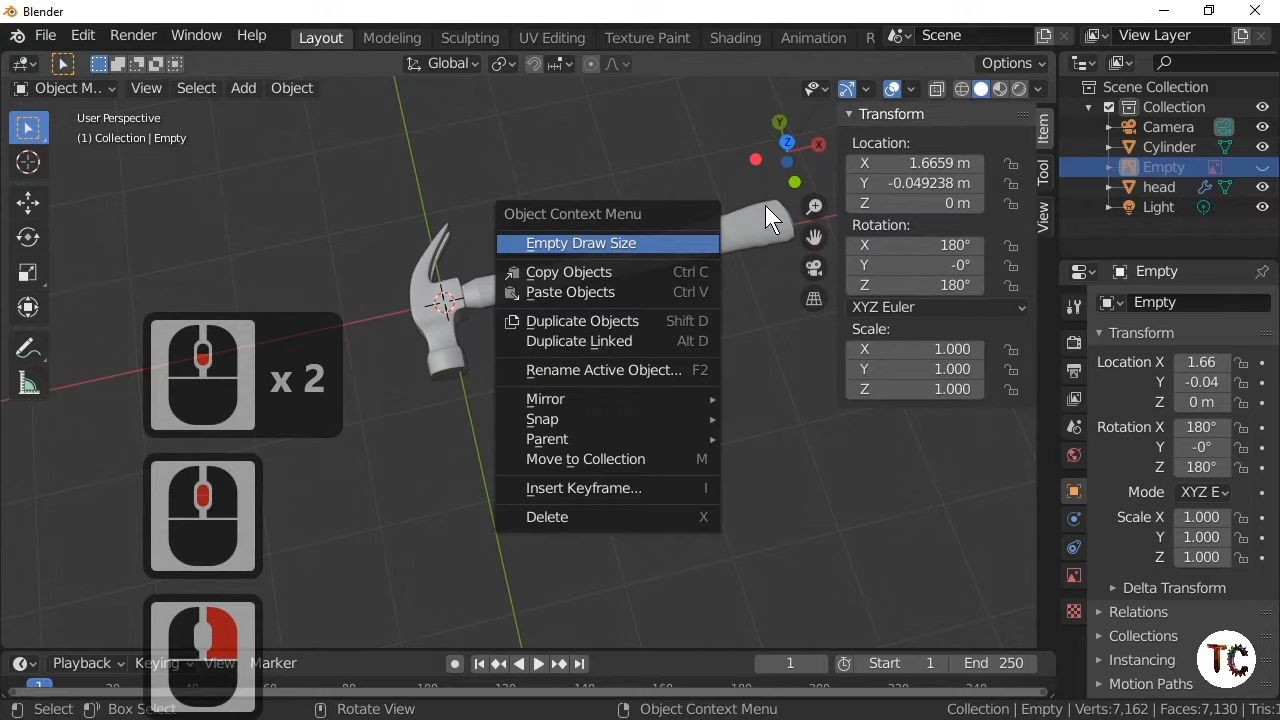 Blender
File Edit Render Window Help
Layout Modeling Sculpting UV Editing Texture Paint Shading Animation R
Scene
View Layer
Global
Options
Object M...
View Select Add Object
User Perspective
(1) Collection | Empty
x 2
Object Context Menu
Empty Draw Size
Copy Objects Ctrl C
Paste Objects Ctrl V
Duplicate Objects Shift D
Duplicate Linked Alt D
Rename Active Object... F2
Mirror
Snap
Parent
Move to Collection M
Insert Keyframe... I
Delete X
Y
Z
X
Transform
Location:
X 1.6659 m
Y -0.049238 m
Z 0 m
Rotation:
X 180°
Y -0°
Z 180°
XYZ Euler
Scale:
X 1.000
Y 1.000
Z 1.000
Item
Tool
View
Scene Collection
Collection
Camera
Cylinder
Empty
head
Light
Empty
Empty
Transform
Location X 1.66
Y -0.04
Z 0 m
Rotation X 180°
Y -0°
Z 180°
Mode XYZ E
Scale X 1.000
Y 1.000
Z 1.000
Delta Transform
Relations
Collections
Instancing
Motion Paths
TC
Playback Keying View Marker
1 Start 1 End 250
1
Select Box Select Rotate View Object Context Menu
Collection | Empty | Verts:7,162 | Faces:7,130 | Tris:1